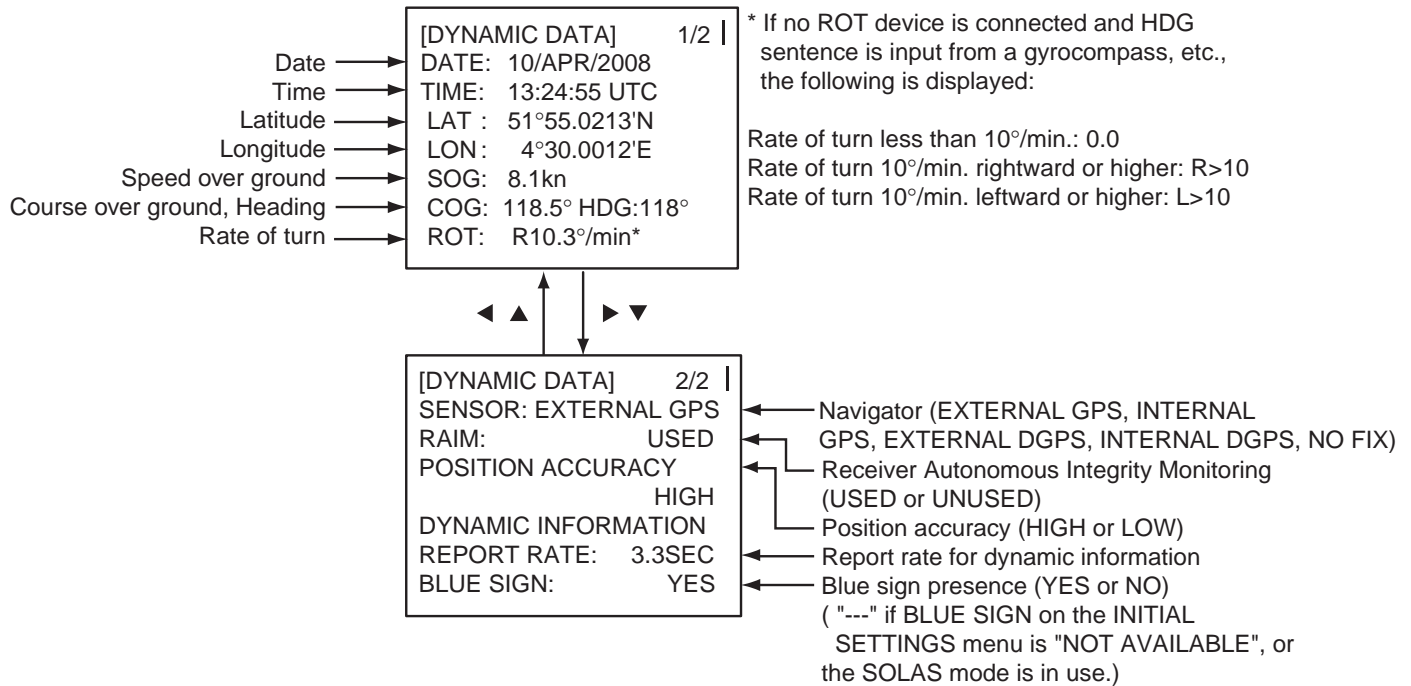 Date
Time
Latitude
Longitude
Speed over ground
Course over ground, Heading
Rate of turn
[DYNAMIC DATA] 1/2
DATE: 10/APR/2008
TIME: 13:24:55 UTC
LAT : 51°55.0213'N
LON : 4°30.0012'E
SOG: 8.1kn
COG: 118.5° HDG:118°
ROT: R10.3°/min*
* If no ROT device is connected and HDG
sentence is input from a gyrocompass, etc.,
the following is displayed:
Rate of turn less than 10°/min.: 0.0
Rate of turn 10°/min. rightward or higher: R>10
Rate of turn 10°/min. leftward or higher: L>10
[DYNAMIC DATA] 2/2
SENSOR: EXTERNAL GPS
RAIM: USED
POSITION ACCURACY
HIGH
DYNAMIC INFORMATION
REPORT RATE: 3.3SEC
BLUE SIGN: YES
Navigator (EXTERNAL GPS, INTERNAL
GPS, EXTERNAL DGPS, INTERNAL DGPS, NO FIX)
Receiver Autonomous Integrity Monitoring
(USED or UNUSED)
Position accuracy (HIGH or LOW)
Report rate for dynamic information
Blue sign presence (YES or NO)
( "---" if BLUE SIGN on the INITIAL
SETTINGS menu is "NOT AVAILABLE", or
the SOLAS mode is in use.)